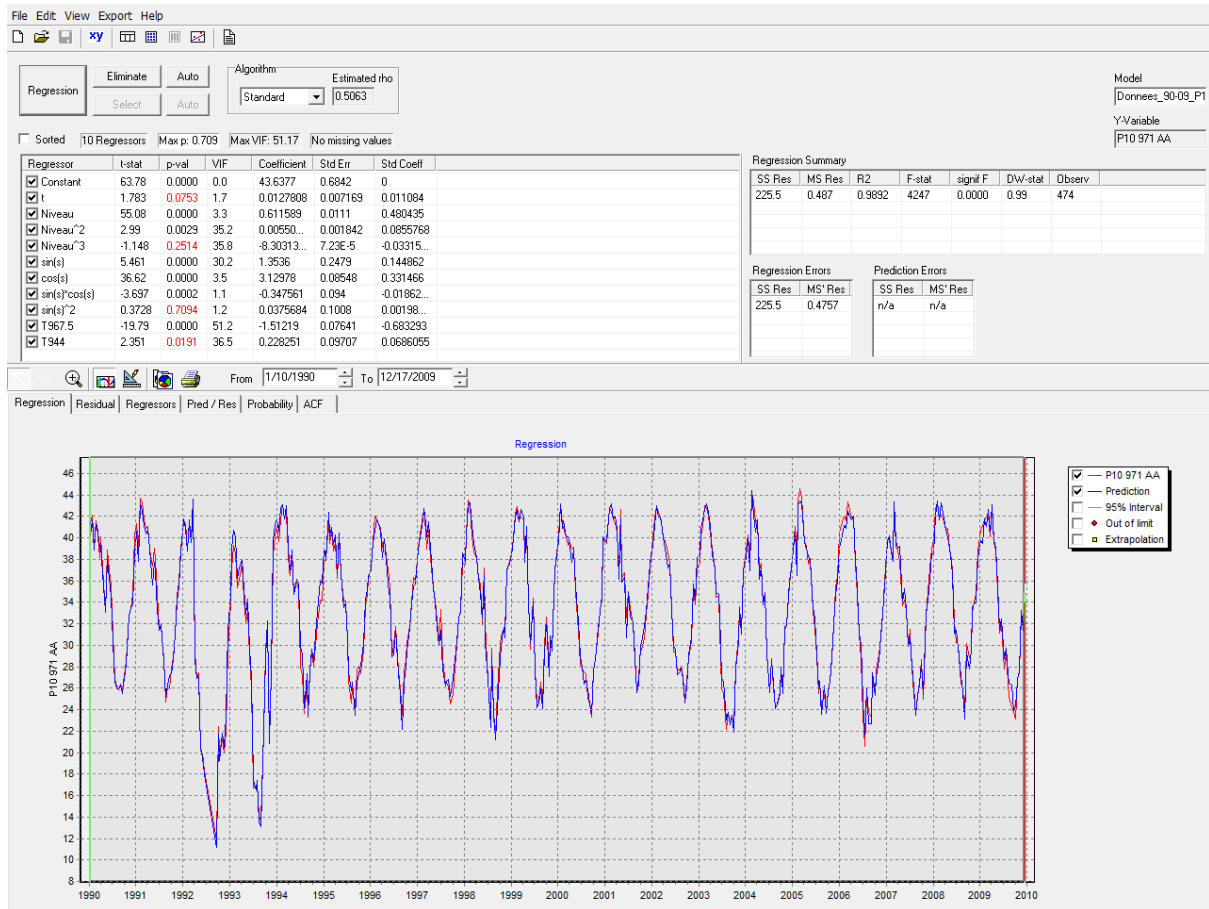 File Edit View Export Help
xy
Regression Eliminate Auto Algorithm Estimated rho
Select Auto Standard 0.5063
Model
Donnees_90-09_P1
Y-Variable
P10 971 AA
Sorted 10 Regressors Max p: 0.709 Max VIF: 51.17 No missing values
Regressor t-stat p-val VIF Coefficient Std Err Std Coeff
Constant 63.78 0.0000 0.0 43.6377 0.6842 0
t 1.783 0.0753 1.7 0.0127808 0.007169 0.011084
Niveau 55.08 0.0000 3.3 0.611589 0.0111 0.480435
Niveau^2 2.99 0.0029 35.2 0.00550... 0.001842 0.0855768
Niveau^3 -1.148 0.2514 35.8 -8.30313... 7.23E-5 -0.03315...
sin(s) 5.461 0.0000 30.2 1.3536 0.2479 0.144862
cos(s) 36.62 0.0000 3.5 3.12978 0.08548 0.331466
sin(s)*cos(s) -3.697 0.0002 1.1 -0.347561 0.094 -0.01862...
sin(s)^2 0.3728 0.7094 1.2 0.0375684 0.1008 0.00198...
T967.5 -19.79 0.0000 51.2 -1.51219 0.07641 -0.683293
T944 2.351 0.0191 36.5 0.228251 0.09707 0.0686055
Regression Summary
SS Res MS Res R2 F-stat signif F DW-stat Observ
225.5 0.487 0.9892 4247 0.0000 0.99 474
Regression Errors
SS Res MS' Res
225.5 0.4757
Prediction Errors
SS Res MS' Res
n/a n/a
From 1/10/1990 To 12/17/2009
Regression Residual Regressors Pred / Res Probability ACF
Regression
46
44
42
40
38
36
34
32
30
28
26
24
22
20
18
16
14
12
10
8
P10 971 AA
1990 1991 1992 1993 1994 1995 1996 1997 1998 1999 2000 2001 2002 2003 2004 2005 2006 2007 2008 2009 2010
P10 971 AA
Prediction
95% Interval
Out of limit
Extrapolation